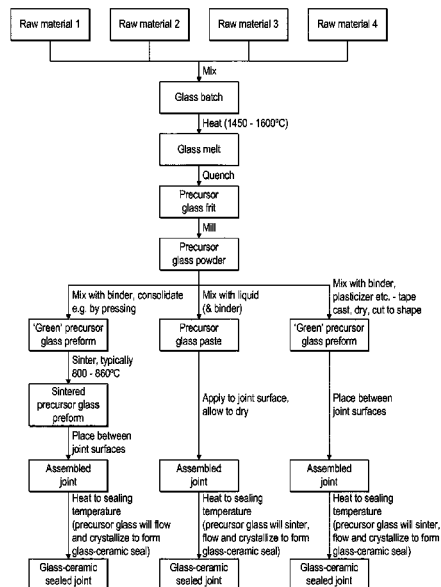 Raw material 1
Raw material 2
Raw material 3
Raw material 4
Mix
Glass batch
Heat (1450 - 1600ºC)
Glass melt
Quench
Precursor
glass frit
Mill
Precursor
glass powder
Mix with binder, consolidate
e.g. by pressing
Mix with liquid
(& binder)
Mix with binder,
plasticizer etc. - tape
cast, dry, cut to shape
'Green' precursor
glass preform
Precursor
glass paste
'Green' precursor
glass preform
Sinter, typically
800 - 860ºC
Sintered
precursor glass
preform
Apply to joint surface,
allow to dry
Place between
joint surfaces
Place between
joint surfaces
Assembled
joint
Assembled
joint
Assembled
joint
Heat to sealing
temperature
(precursor glass will flow
and crystallize to form
glass-ceramic seal)
Heat to sealing
temperature
(precursor glass will sinter,
flow and crystallize to form
glass-ceramic seal)
Heat to sealing
temperature
(precursor glass will sinter,
flow and crystallize to form
glass-ceramic seal)
Glass-ceramic
sealed joint
Glass-ceramic
sealed joint
Glass-ceramic
sealed joint